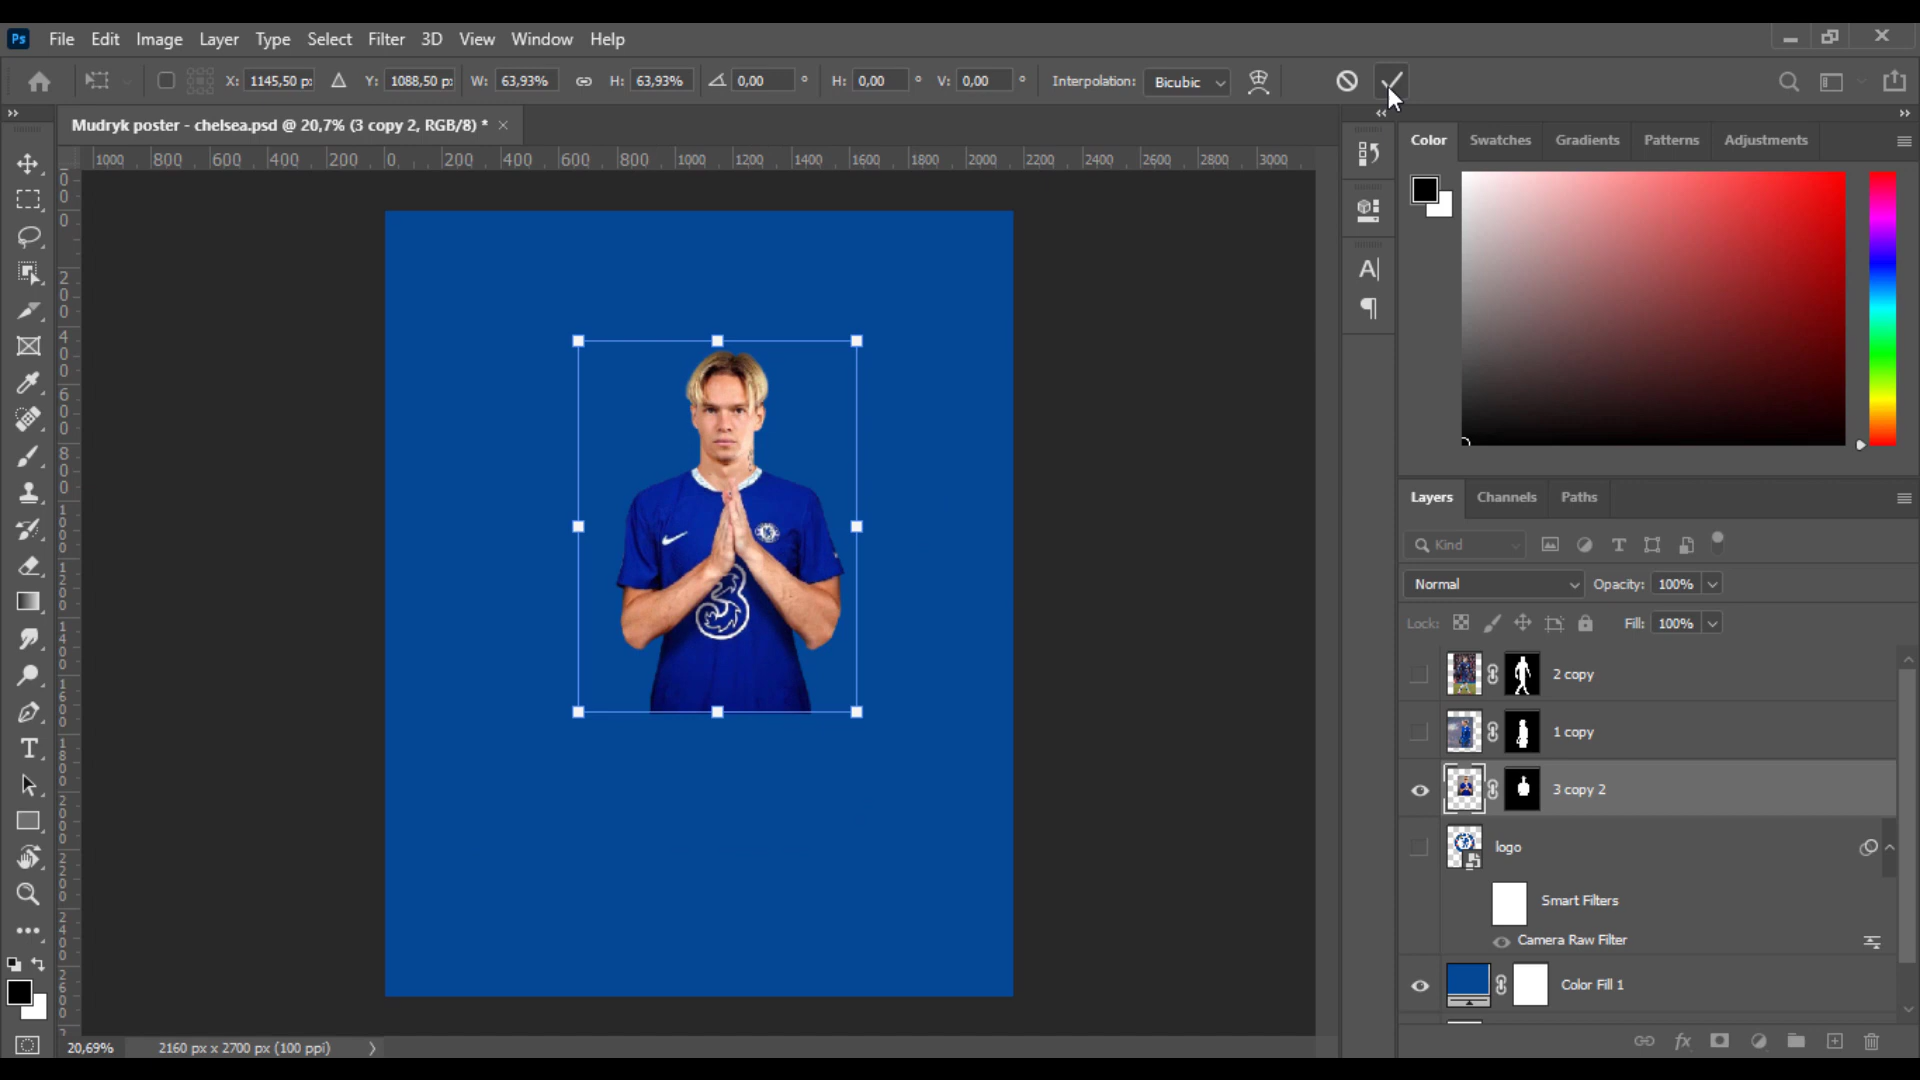 Ps File Edit Image Layer Type Select Filter 3D View Window Help
X: 1145,50 px Y: 1088,50 px W: 63,93% H: 63,93% 0,00 ° H: 0,00 ° V: 0,00 ° Interpolation: Bicubic
Mudryk poster - chelsea.psd @ 20,7% (3 copy 2, RGB/8) * ×
1000 800 600 400 200 0 200 400 600 800 1000 1200 1400 1600 1800 2000 2200 2400 2600 2800 3000
Color Swatches Gradients Patterns Adjustments
Layers Channels Paths
Kind
Normal Opacity: 100%
Lock: Fill: 100%
2 copy
1 copy
3 copy 2
logo
Smart Filters
Camera Raw Filter
Color Fill 1
20,69% 2160 px x 2700 px (100 ppi)